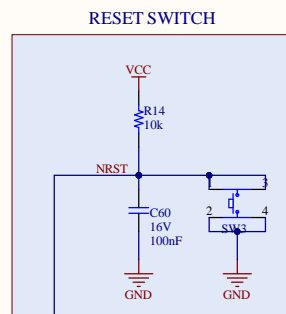 RESET SWITCH
VCC
R14
10k
NRST
1 3
C60
16V
100nF
2 4
SW3
GND GND